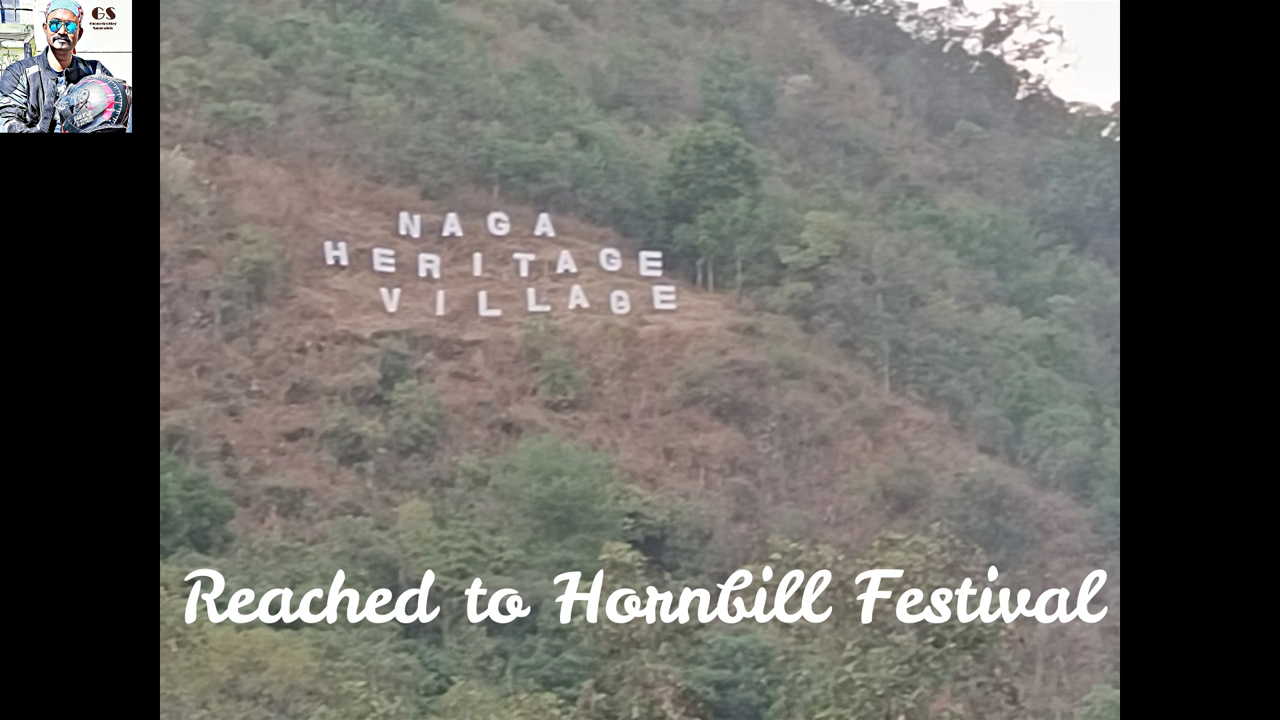 GS
NAGA
HERITAGE
VILLAGE
Reached to Hornbill Festival